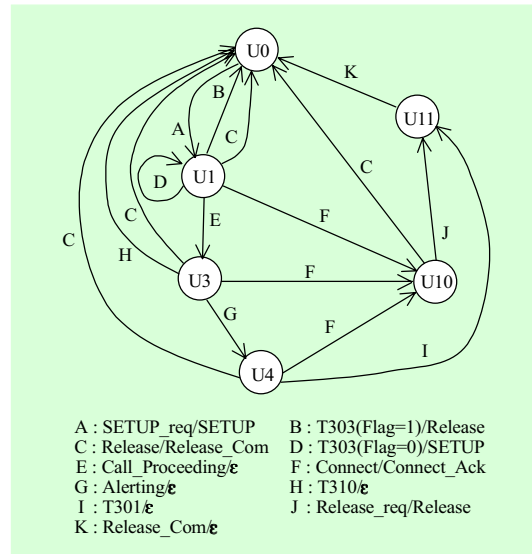 U0
K
B
U11
A
C
D
U1
C
E
F
J
C
C
H
F
U3
U10
G
F
I
U4
A : SETUP_req/SETUP B : T303(Flag=1)/Release
C : Release/Release_Com D : T303(Flag=0)/SETUP
E : Call_Proceeding/ε F : Connect/Connect_Ack
G : Alerting/ε H : T310/ε
I : T301/ε J : Release_req/Release
K : Release_Com/ε